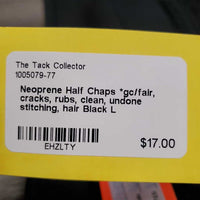 The Tack Collector
1005079-77
Neoprene Half Chaps *gc/fair,
cracks, rubs, clean, undone
stitching, hair Black L
EHZLTY
$17.00